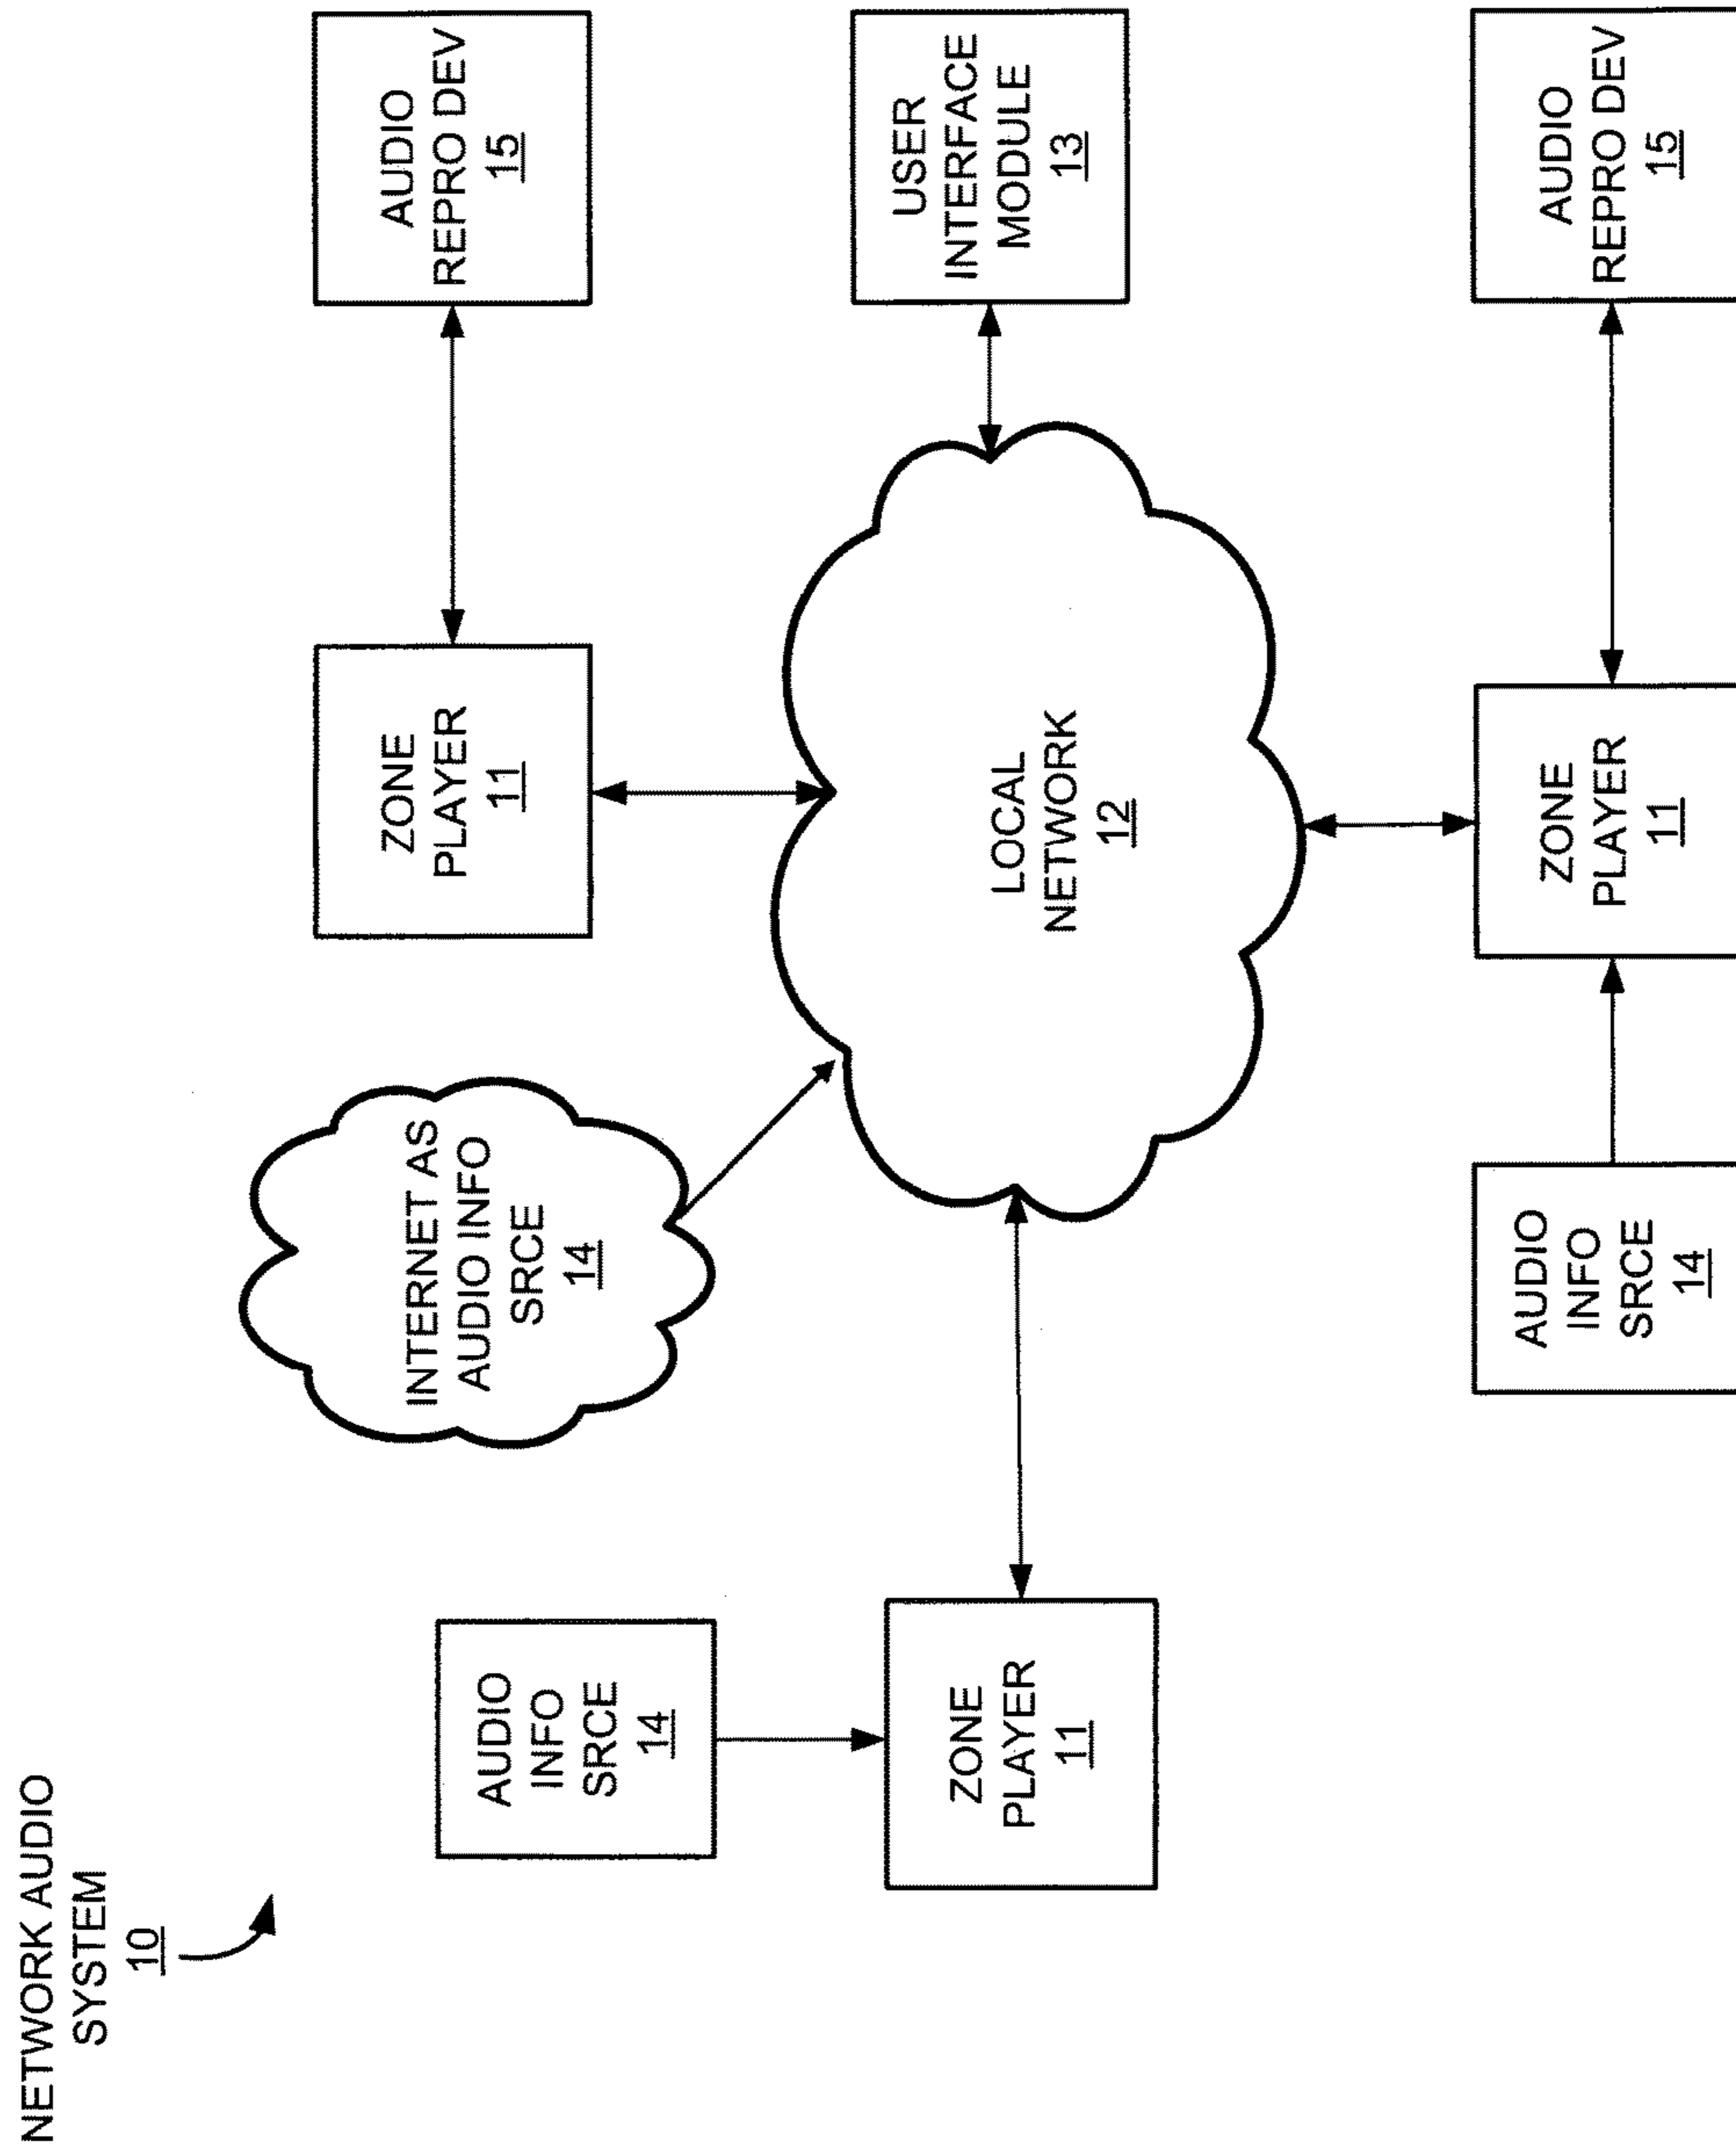 NETWORK AUDIO
SYSTEM
10
AUDIO
INFO
SRCE
14
ZONE
PLAYER
11
INTERNET AS
AUDIO INFO
SRCE
14
ZONE
PLAYER
11
AUDIO
REPRO DEV
15
LOCAL
NETWORK
12
USER
INTERFACE
MODULE
13
AUDIO
INFO
SRCE
14
ZONE
PLAYER
11
AUDIO
REPRO DEV
15